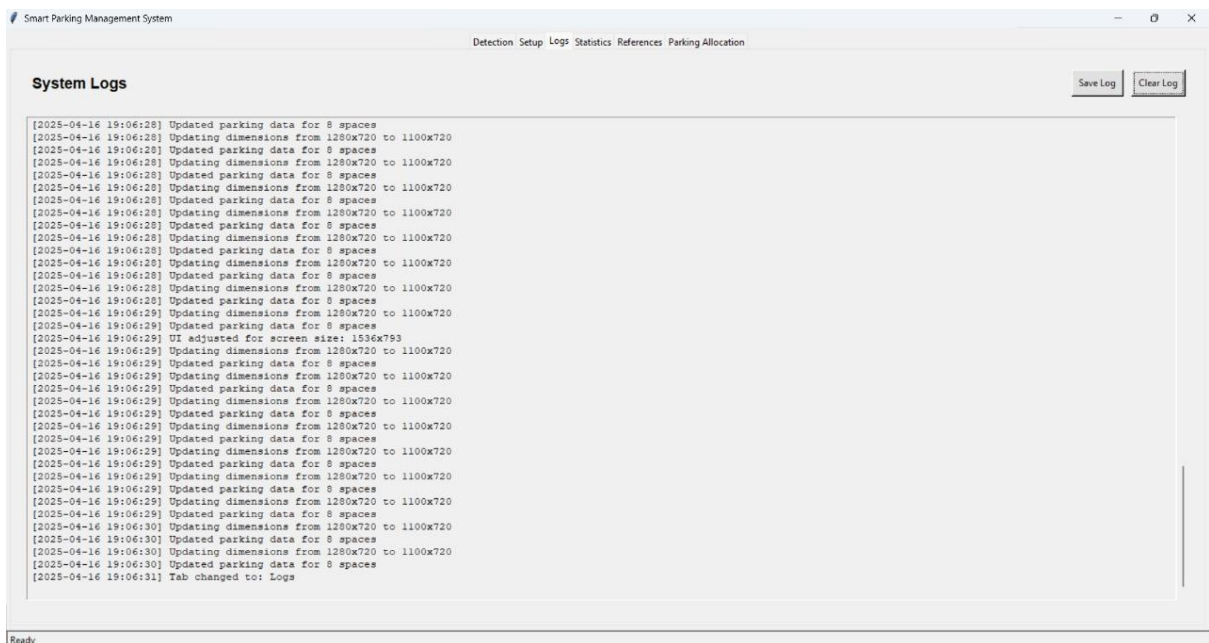 Smart Parking Management System
Detection Setup Logs Statistics References Parking Allocation
System Logs
Save Log Clear Log
[2025-04-16 19:06:28] Updated parking data for 8 spaces
[2025-04-16 19:06:28] Updating dimensions from 1280x720 to 1100x720
[2025-04-16 19:06:28] Updated parking data for 8 spaces
[2025-04-16 19:06:28] Updating dimensions from 1280x720 to 1100x720
[2025-04-16 19:06:28] Updated parking data for 8 spaces
[2025-04-16 19:06:28] Updating dimensions from 1280x720 to 1100x720
[2025-04-16 19:06:28] Updated parking data for 8 spaces
[2025-04-16 19:06:28] Updating dimensions from 1280x720 to 1100x720
[2025-04-16 19:06:28] Updated parking data for 8 spaces
[2025-04-16 19:06:28] Updating dimensions from 1280x720 to 1100x720
[2025-04-16 19:06:28] Updated parking data for 8 spaces
[2025-04-16 19:06:28] Updating dimensions from 1280x720 to 1100x720
[2025-04-16 19:06:28] Updated parking data for 8 spaces
[2025-04-16 19:06:28] Updating dimensions from 1280x720 to 1100x720
[2025-04-16 19:06:28] Updated parking data for 8 spaces
[2025-04-16 19:06:29] Updating dimensions from 1280x720 to 1100x720
[2025-04-16 19:06:29] Updated parking data for 8 spaces
[2025-04-16 19:06:29] UI adjusted for screen size: 1536x793
[2025-04-16 19:06:29] Updating dimensions from 1280x720 to 1100x720
[2025-04-16 19:06:29] Updated parking data for 8 spaces
[2025-04-16 19:06:29] Updating dimensions from 1280x720 to 1100x720
[2025-04-16 19:06:29] Updated parking data for 8 spaces
[2025-04-16 19:06:29] Updating dimensions from 1280x720 to 1100x720
[2025-04-16 19:06:29] Updated parking data for 8 spaces
[2025-04-16 19:06:29] Updating dimensions from 1280x720 to 1100x720
[2025-04-16 19:06:29] Updated parking data for 8 spaces
[2025-04-16 19:06:29] Updating dimensions from 1280x720 to 1100x720
[2025-04-16 19:06:29] Updated parking data for 8 spaces
[2025-04-16 19:06:29] Updating dimensions from 1280x720 to 1100x720
[2025-04-16 19:06:29] Updated parking data for 8 spaces
[2025-04-16 19:06:29] Updating dimensions from 1280x720 to 1100x720
[2025-04-16 19:06:29] Updated parking data for 8 spaces
[2025-04-16 19:06:30] Updating dimensions from 1280x720 to 1100x720
[2025-04-16 19:06:30] Updated parking data for 8 spaces
[2025-04-16 19:06:30] Updating dimensions from 1280x720 to 1100x720
[2025-04-16 19:06:30] Updated parking data for 8 spaces
[2025-04-16 19:06:31] Tab changed to: Logs
Ready